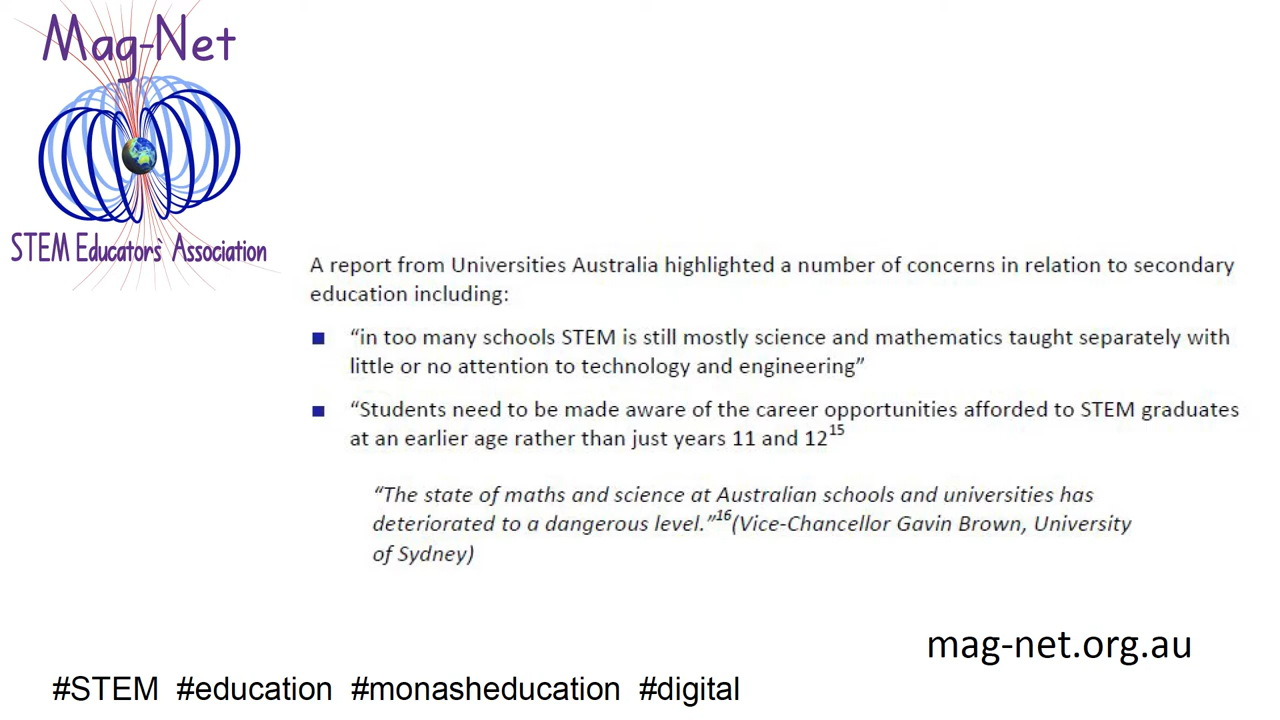 Mag-Net
STEM Educators` Association
A report from Universities Australia highlighted a number of concerns in relation to secondary
education including:
■ “in too many schools STEM is still mostly science and mathematics taught separately with
little or no attention to technology and engineering”
■ “Students need to be made aware of the career opportunities afforded to STEM graduates
at an earlier age rather than just years 11 and 12¹⁵
“The state of maths and science at Australian schools and universities has
deteriorated to a dangerous level.”¹⁶(Vice-Chancellor Gavin Brown, University
of Sydney)
mag-net.org.au
#STEM #education #monasheducation #digital